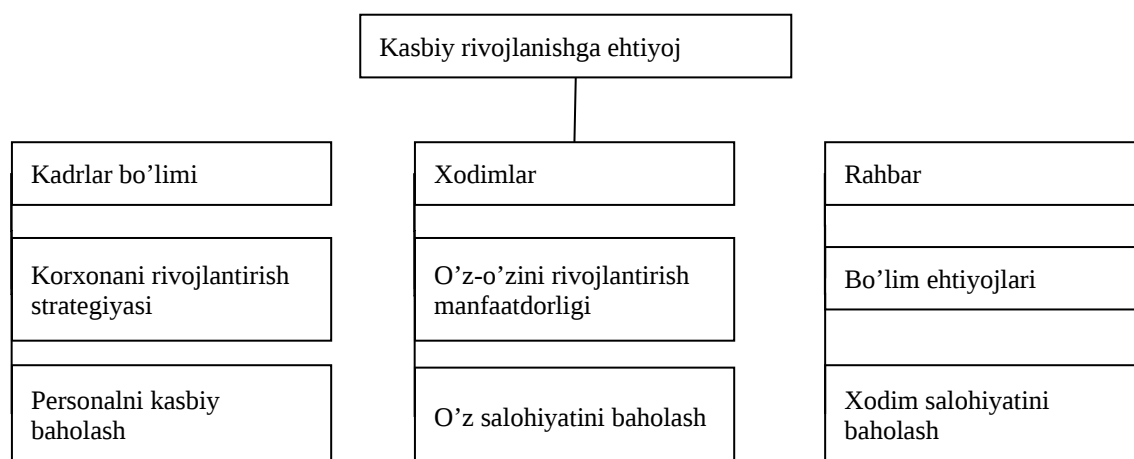 Kasbiy rivojlanishga ehtiyoj
Kadrlar bo’limi
Xodimlar
Rahbar
Korxonani rivojlantirish
strategiyasi
O’z-o’zini rivojlantirish
manfaatdorligi
Bo’lim ehtiyojlari
Personalni kasbiy
baholash
O’z salohiyatini baholash
Xodim salohiyatini
baholash